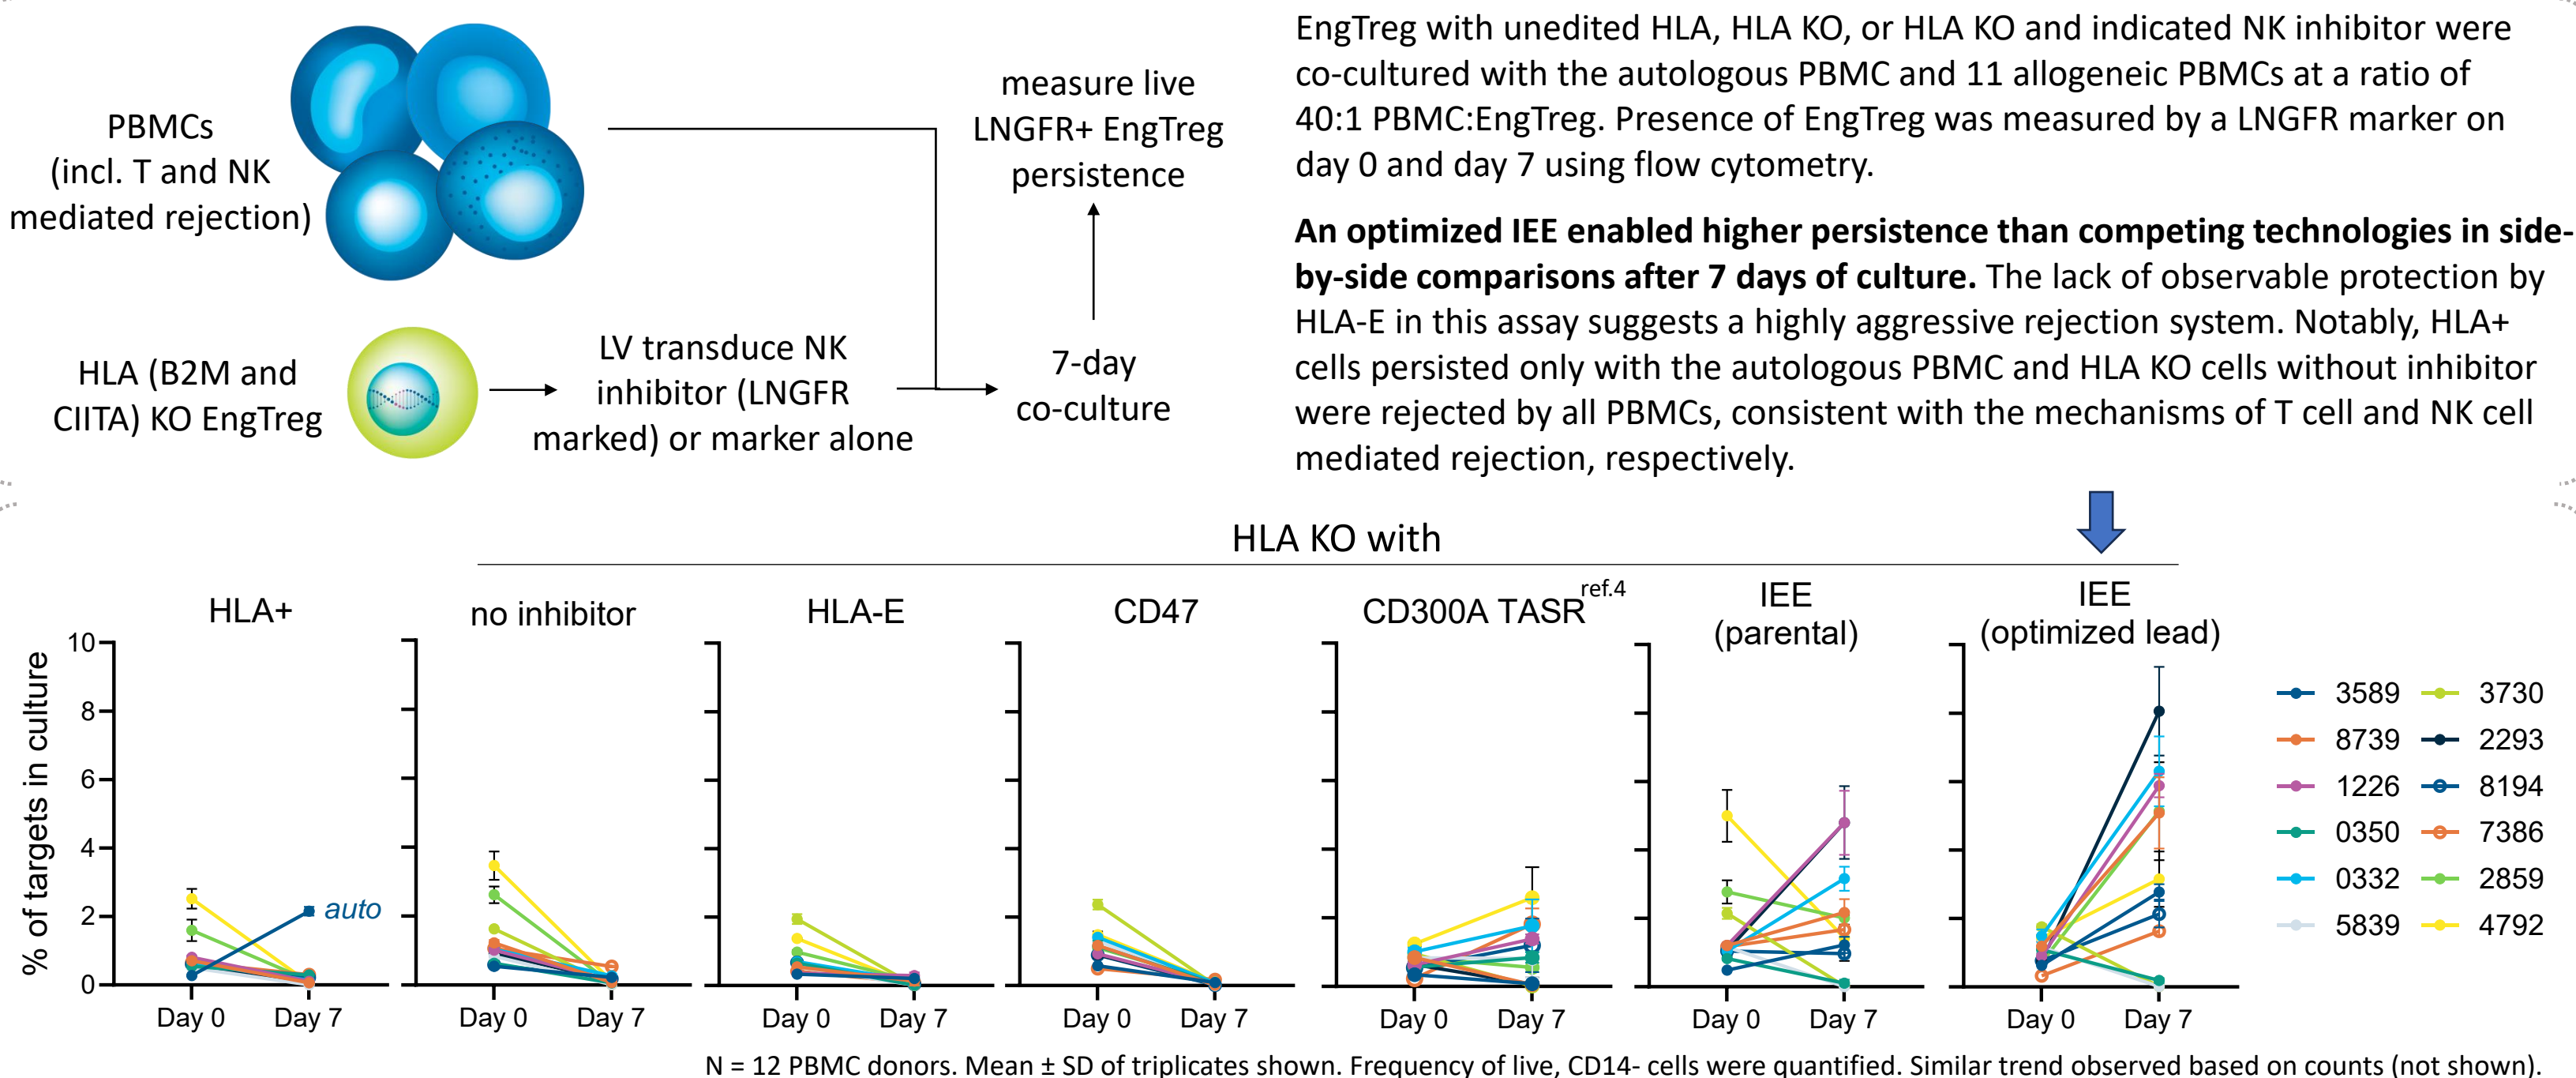 PBMCs
(incl. T and NK
mediated rejection)
HLA (B2M and
CIITA) KO EngTreg
LV transduce NK
inhibitor (LNGFR
marked) or marker alone
measure live
LNGFR+ EngTreg
persistence
7-day
co-culture
EngTreg with unedited HLA, HLA KO, or HLA KO and indicated NK inhibitor were
co-cultured with the autologous PBMC and 11 allogeneic PBMCs at a ratio of
40:1 PBMC:EngTreg. Presence of EngTreg was measured by a LNGFR marker on
day 0 and day 7 using flow cytometry.
An optimized IEE enabled higher persistence than competing technologies in side-
by-side comparisons after 7 days of culture. The lack of observable protection by
HLA-E in this assay suggests a highly aggressive rejection system. Notably, HLA+
cells persisted only with the autologous PBMC and HLA KO cells without inhibitor
were rejected by all PBMCs, consistent with the mechanisms of T cell and NK cell
mediated rejection, respectively.
HLA KO with
HLA+
no inhibitor
HLA-E
CD47
CD300A TASR ref.4
IEE
(parental)
IEE
(optimized lead)
% of targets in culture
10
8
6
4
2
0
auto
Day 0 Day 7
Day 0 Day 7
Day 0 Day 7
Day 0 Day 7
Day 0 Day 7
Day 0 Day 7
Day 0 Day 7
3589 3730
8739 2293
1226 8194
0350 7386
0332 2859
5839 4792
N = 12 PBMC donors. Mean ± SD of triplicates shown. Frequency of live, CD14- cells were quantified. Similar trend observed based on counts (not shown).